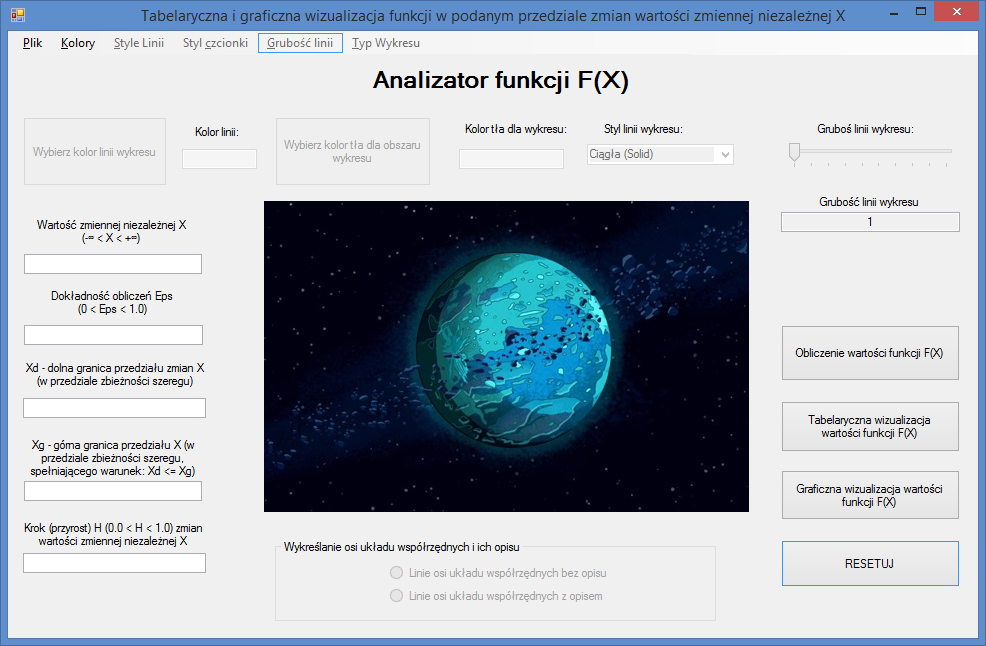 Tabelaryczna i graficzna wizualizacja funkcji w podanym przedziale zmian wartości zmiennej niezależnej X
Plik Kolory Style Linii Styl czcionki Grubość linii Typ Wykresu
Analizator funkcji F(X)
Wybierz kolor linii wykresu
Kolor linii:
Wybierz kolor tła dla obszaru
wykresu
Kolor tła dla wykresu:
Styl linii wykresu:
Ciągła (Solid)
Gruboś linii wykresu:
Grubość linii wykresu
1
Wartość zmiennej niezależnej X
(-∞ < X < +∞)
Dokładność obliczeń Eps
(0 < Eps < 1.0)
Xd - dolna granica przedziału zmian X
(w przedziale zbieżności szeregu)
Xg - górna granica przedziału X (w
przedziale zbieżności szeregu,
spełniającego warunek: Xd <= Xg)
Krok (przyrost) H (0.0 < H < 1.0) zmian
wartości zmiennej niezależnej X
Obliczenie wartości funkcji F(X)
Tabelaryczna wizualizacja
wartości funkcji F(X)
Graficzna wizualizacja wartości
funkcji F(X)
RESETUJ
Wykreślanie osi układu współrzędnych i ich opisu
Linie osi układu współrzędnych bez opisu
Linie osi układu współrzędnych z opisem